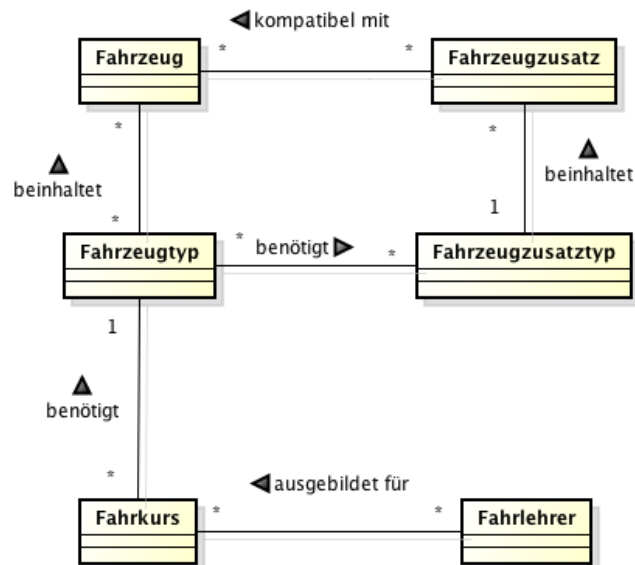 kompatibel mit
Fahrzeug * * Fahrzeugzusatz
* *
beinhaltet beinhaltet
* 1
Fahrzeugtyp * benötigt * Fahrzeugzusatztyp
1
benötigt
* ausgebildet für
Fahrkurs * * Fahrlehrer